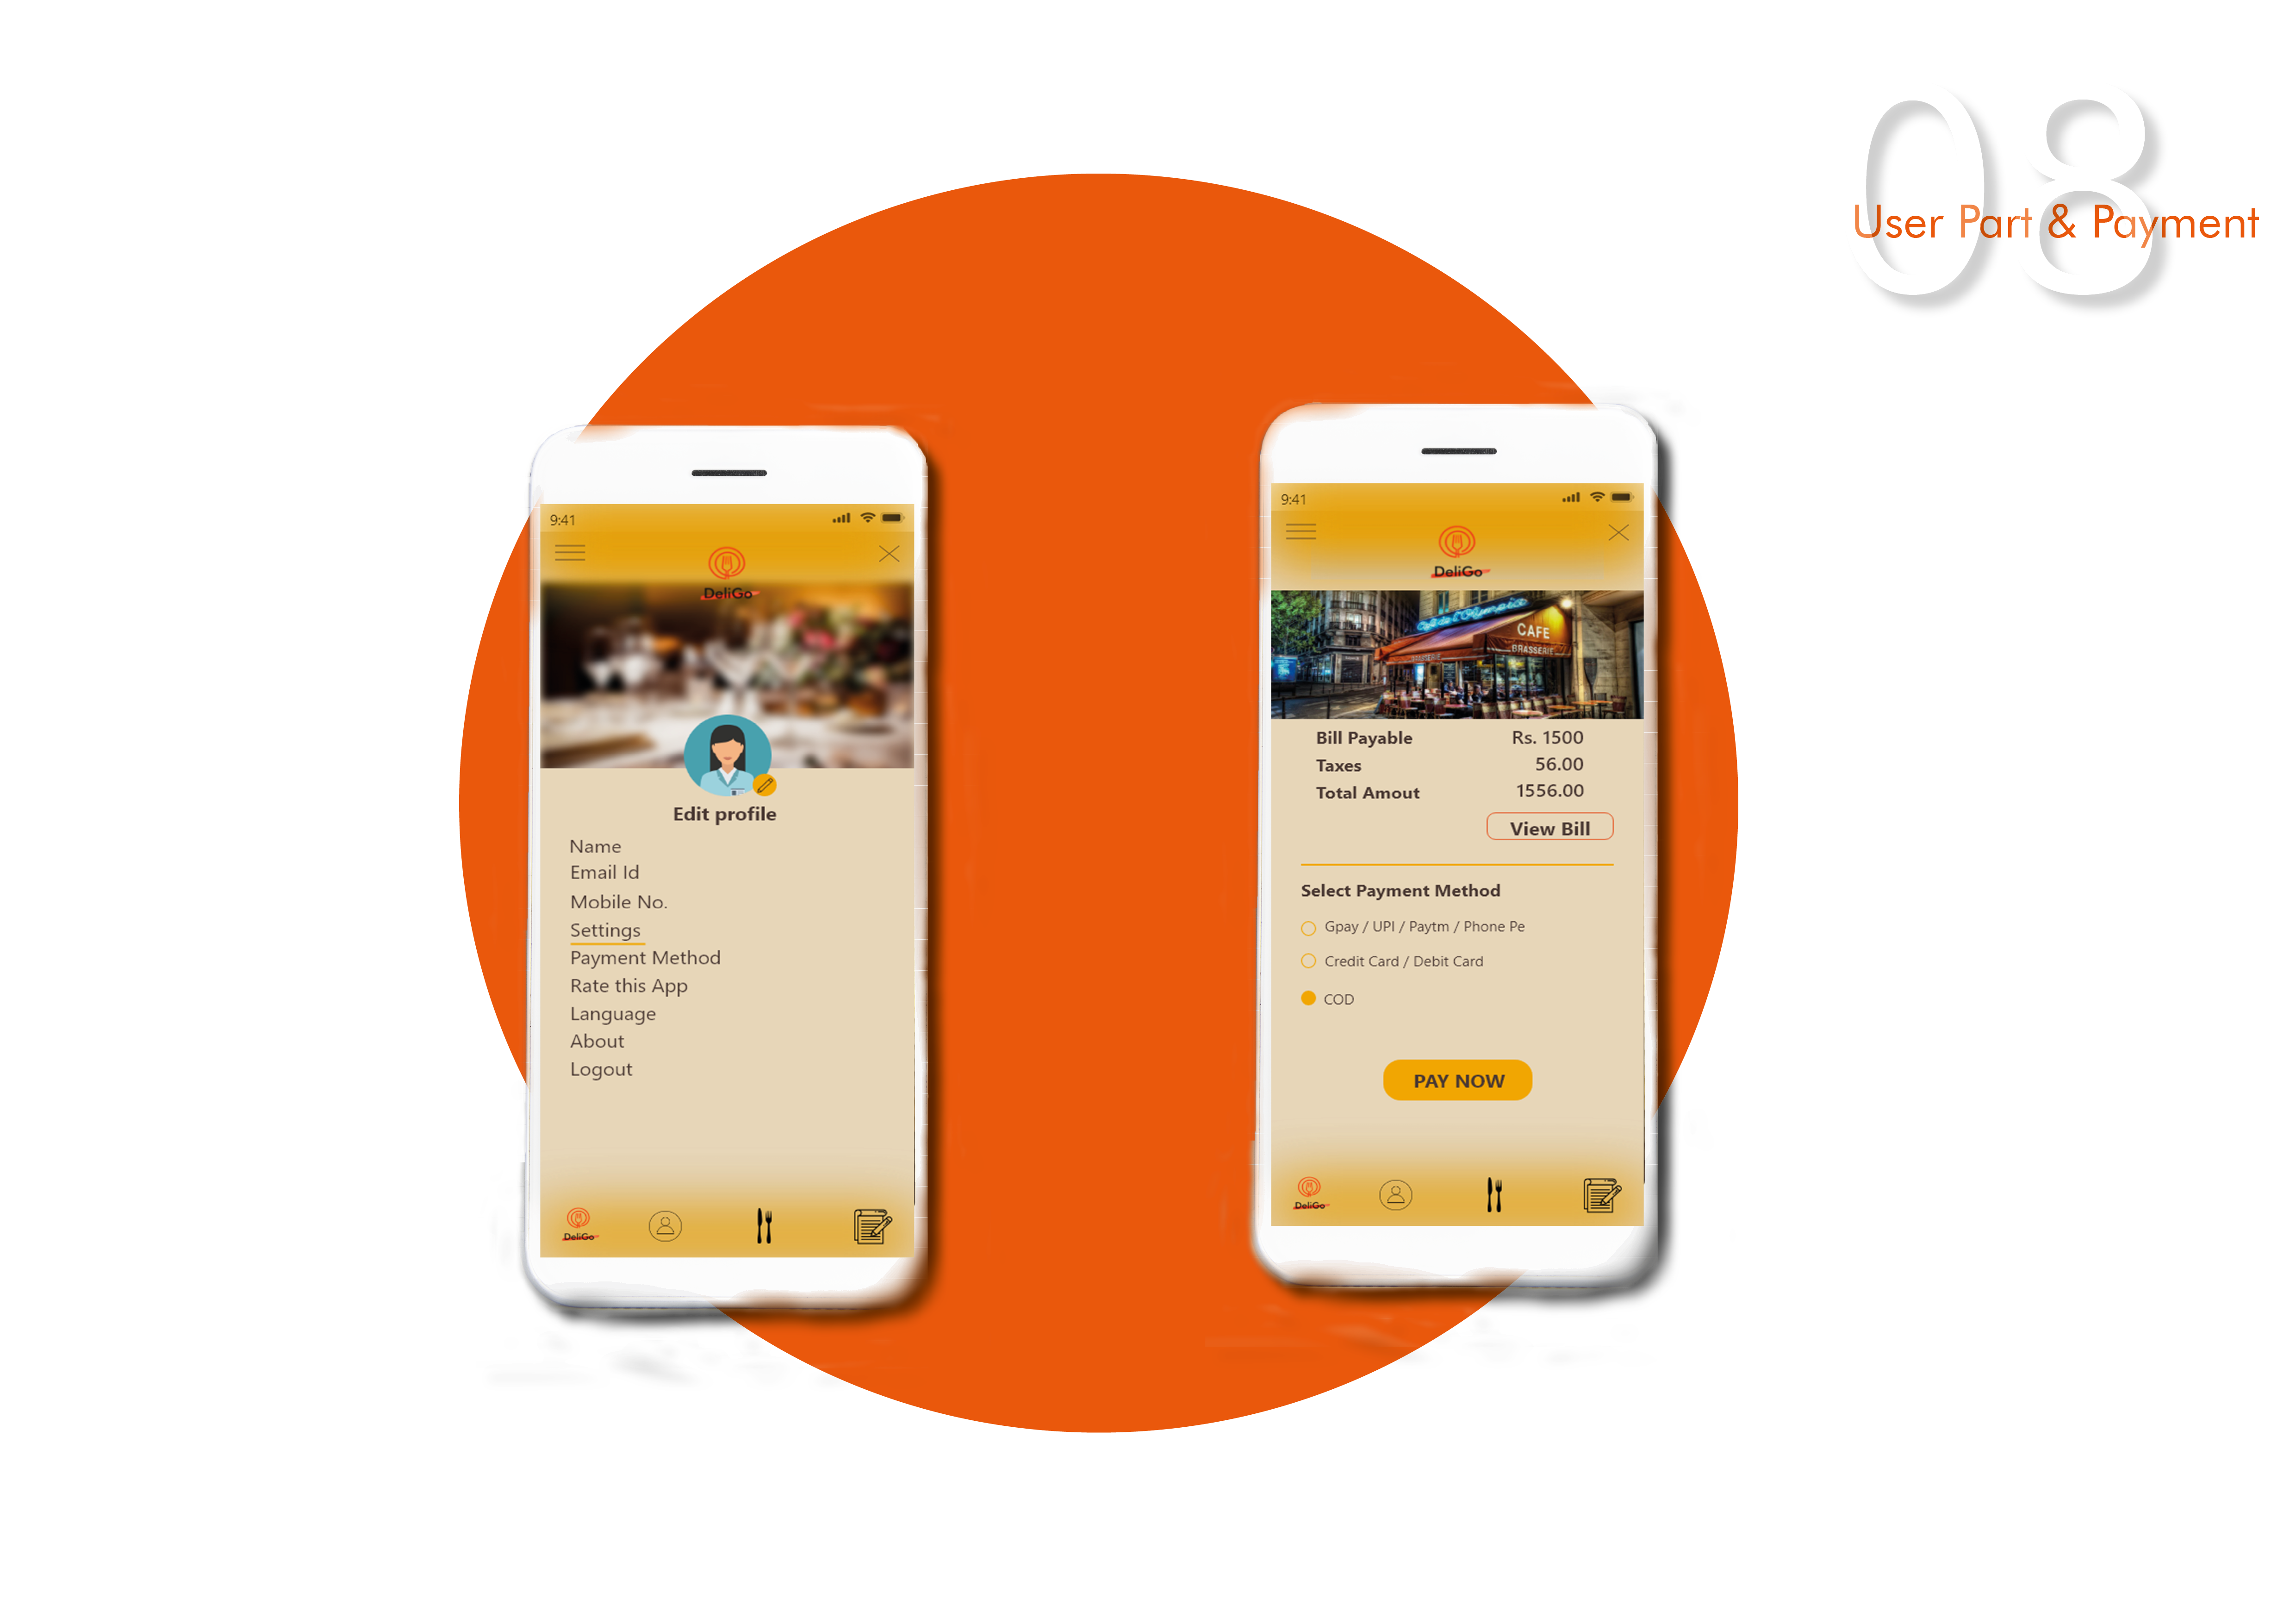 08
User Part & Payment
9:41
DeliGo
Edit profile
Name
Email Id
Mobile No.
Settings
Payment Method
Rate this App
Language
About
Logout
DeliGo
9:41
DeliGo
Café de l'Olympia
CAFE
BRASSERIE
Bill Payable Rs. 1500
Taxes 56.00
Total Amout 1556.00
View Bill
Select Payment Method
Gpay / UPI / Paytm / Phone Pe
Credit Card / Debit Card
COD
PAY NOW
DeliGo